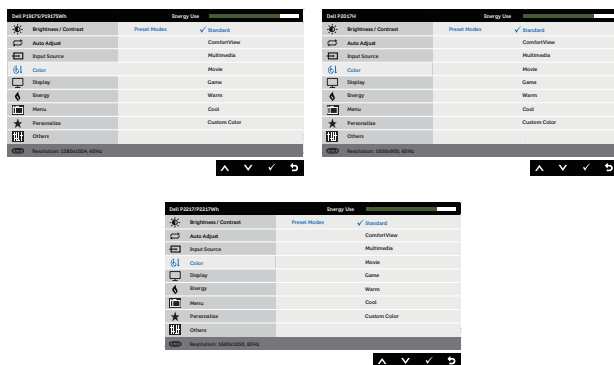 Dell P1917S/P1917SWh Energy Use
Brightness / Contrast Preset Modes ✓ Standard
Auto Adjust ComfortView
Input Source Multimedia
Color Movie
Display Game
Energy Warm
Menu Cool
Personalize Custom Color
Others
Resolution: 1280x1024, 60Hz
Dell P2017H Energy Use
Brightness / Contrast Preset Modes ✓ Standard
Auto Adjust ComfortView
Input Source Multimedia
Color Movie
Display Game
Energy Warm
Menu Cool
Personalize Custom Color
Others
Resolution: 1600x900, 60Hz
Dell P2217/P2217Wh Energy Use
Brightness / Contrast Preset Modes ✓ Standard
Auto Adjust ComfortView
Input Source Multimedia
Color Movie
Display Game
Energy Warm
Menu Cool
Personalize Custom Color
Others
Resolution: 1680x1050, 60Hz